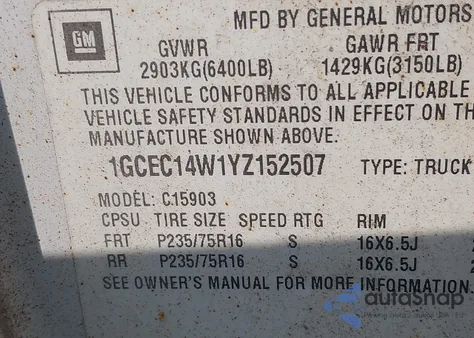 MFD BY GENERAL MOTORS
GM
GVWR GAWR FRT
2903KG(6400LB) 1429KG(3150LB)
THIS VEHICLE CONFORMS TO ALL APPLICABLE
VEHICLE SAFETY STANDARDS IN EFFECT ON TH
MANUFACTURE SHOWN ABOVE.
1GCEC14W1YZ152507 TYPE: TRUCK
MODEL: C15903
CPSU TIRE SIZE SPEED RTG RIM
FRT P235/75R16 S 16X6.5J
RR P235/75R16 S 16X6.5J
SEE OWNER'S MANUAL FOR MORE INFORMATION.
autoSnap